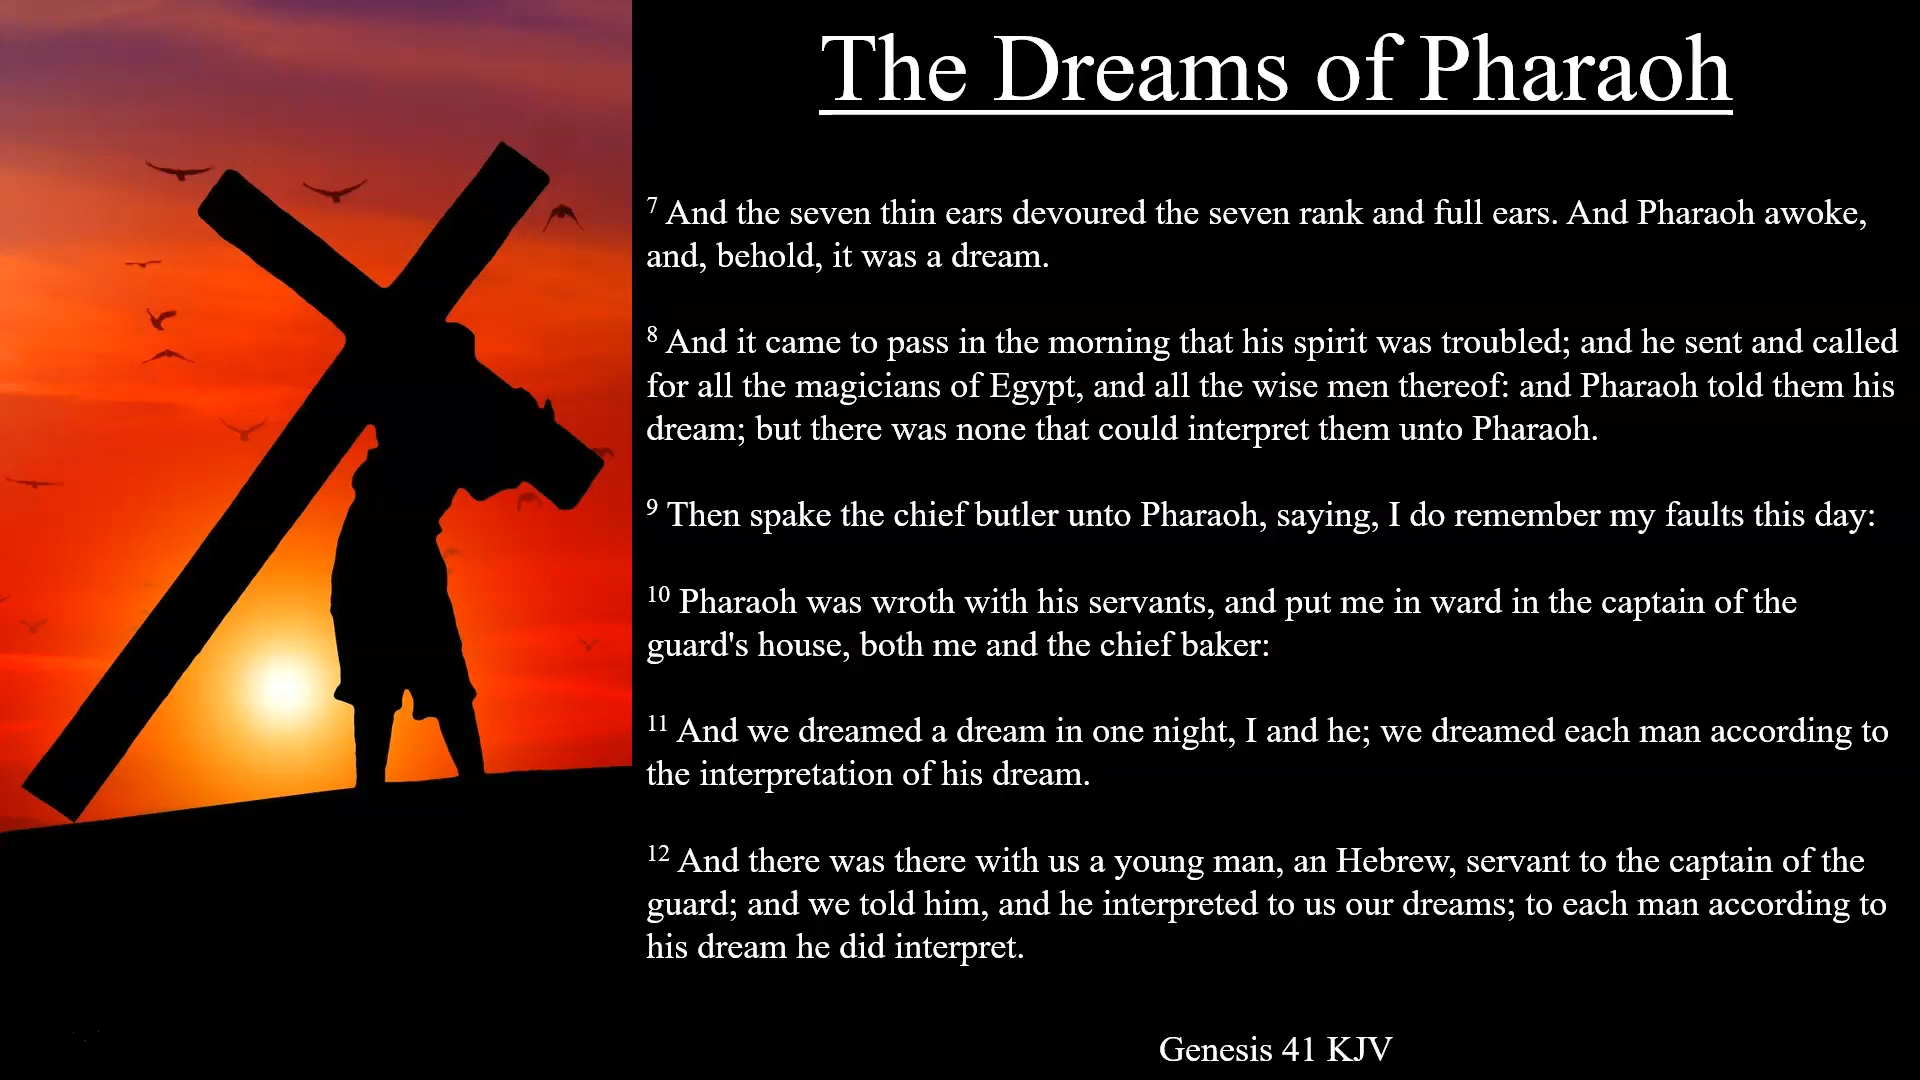 The Dreams of Pharaoh
7 And the seven thin ears devoured the seven rank and full ears. And Pharaoh awoke,
and, behold, it was a dream.
8 And it came to pass in the morning that his spirit was troubled; and he sent and called
for all the magicians of Egypt, and all the wise men thereof: and Pharaoh told them his
dream; but there was none that could interpret them unto Pharaoh.
9 Then spake the chief butler unto Pharaoh, saying, I do remember my faults this day:
10 Pharaoh was wroth with his servants, and put me in ward in the captain of the
guard's house, both me and the chief baker:
11 And we dreamed a dream in one night, I and he; we dreamed each man according to
the interpretation of his dream.
12 And there was there with us a young man, an Hebrew, servant to the captain of the
guard; and we told him, and he interpreted to us our dreams; to each man according to
his dream he did interpret.
Genesis 41 KJV